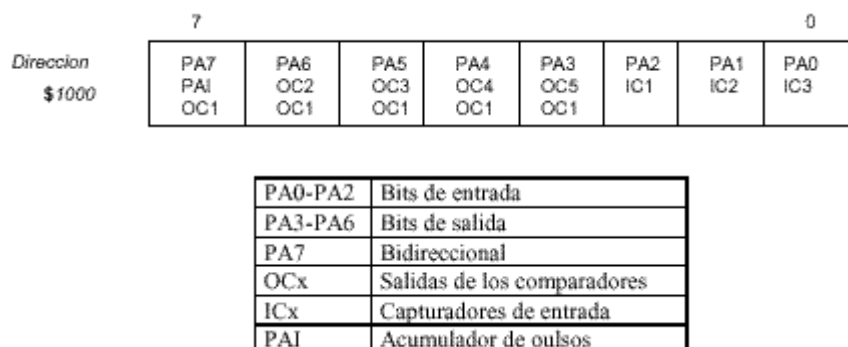 7 0
Direccion
$1000
PA7 PA6 PA5 PA4 PA3 PA2 PA1 PA0
PAI OC2 OC3 OC4 OC5 IC1 IC2 IC3
OC1 OC1 OC1 OC1 OC1
PA0-PA2 Bits de entrada
PA3-PA6 Bits de salida
PA7 Bidireccional
OCx Salidas de los comparadores
ICx Capturadores de entrada
PAI Acumulador de pulsos